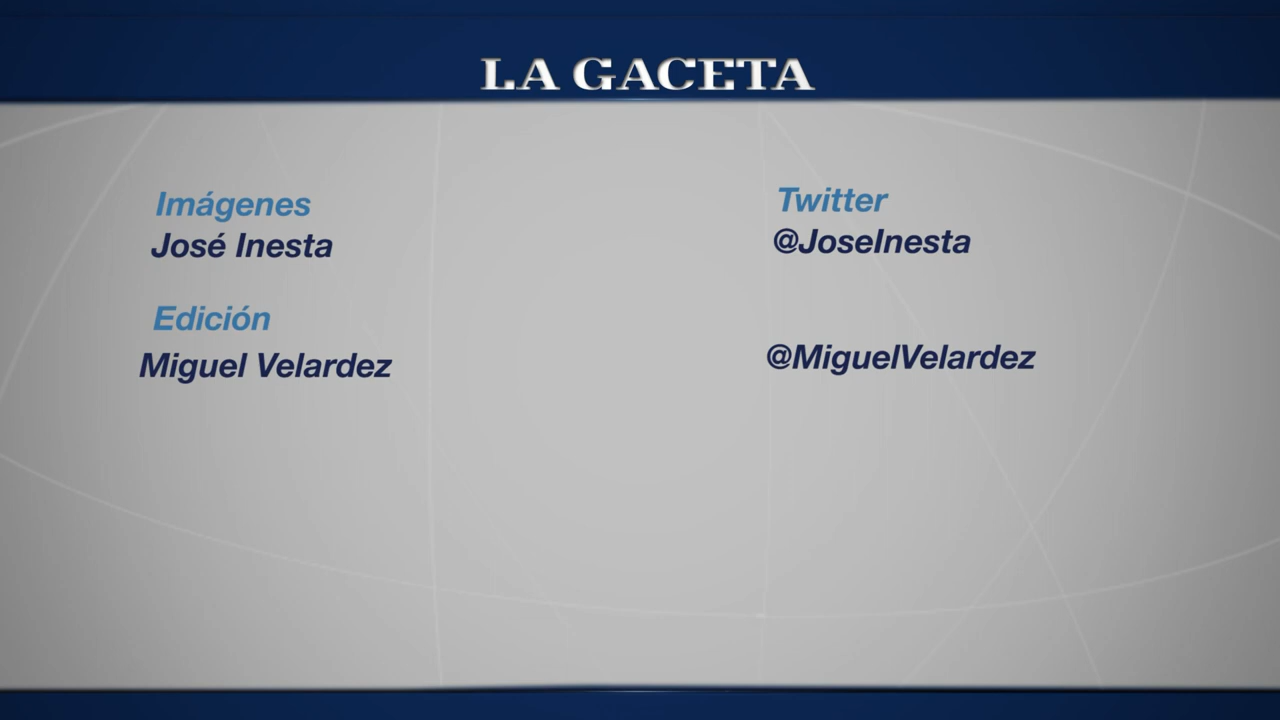 LA GACETA
Imágenes
José Inesta
Edición
Miguel Velardez
Twitter
@JoseInesta
@MiguelVelardez